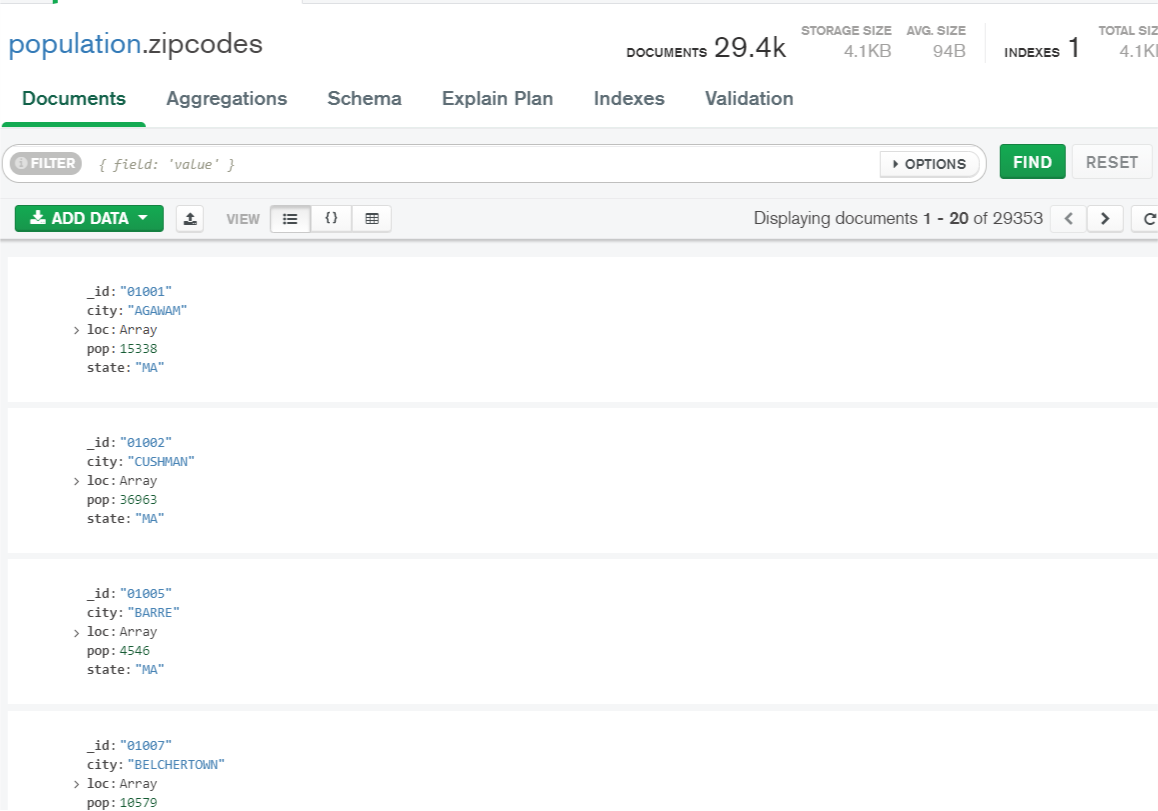 population.zipcodes
DOCUMENTS 29.4k
STORAGE SIZE
4.1KB
AVG. SIZE
94B
INDEXES 1
TOTAL SIZ
4.1K
Documents Aggregations Schema Explain Plan Indexes Validation
FILTER { field: 'value' } OPTIONS FIND RESET
ADD DATA VIEW {} Displaying documents 1 - 20 of 29353
_id: "01001"
city: "AGAWAM"
loc: Array
pop: 15338
state: "MA"
_id: "01002"
city: "CUSHMAN"
loc: Array
pop: 36963
state: "MA"
_id: "01005"
city: "BARRE"
loc: Array
pop: 4546
state: "MA"
_id: "01007"
city: "BELCHERTOWN"
loc: Array
pop: 10579